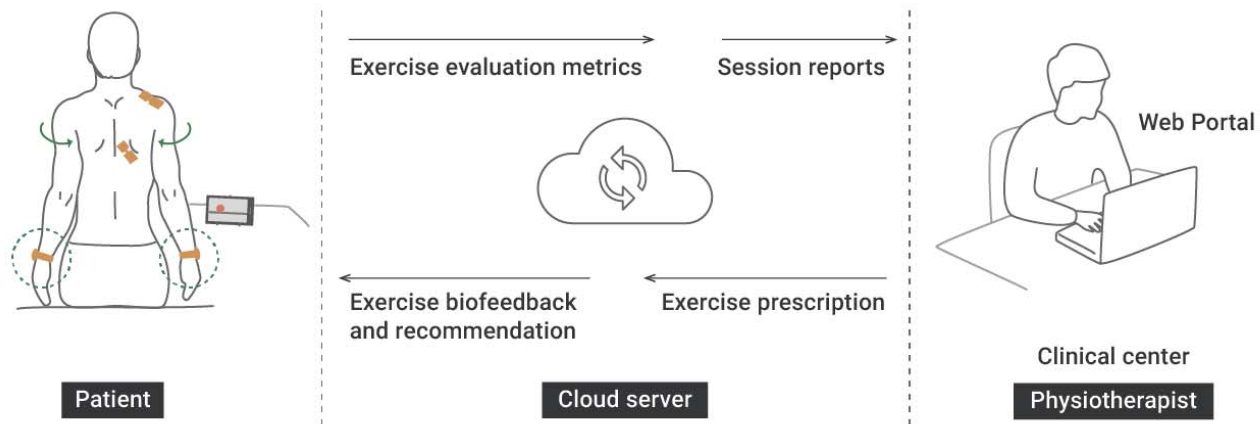 Exercise evaluation metrics
Session reports
Web Portal
Exercise biofeedback
and recommendation
Exercise prescription
Clinical center
Patient
Cloud server
Physiotherapist